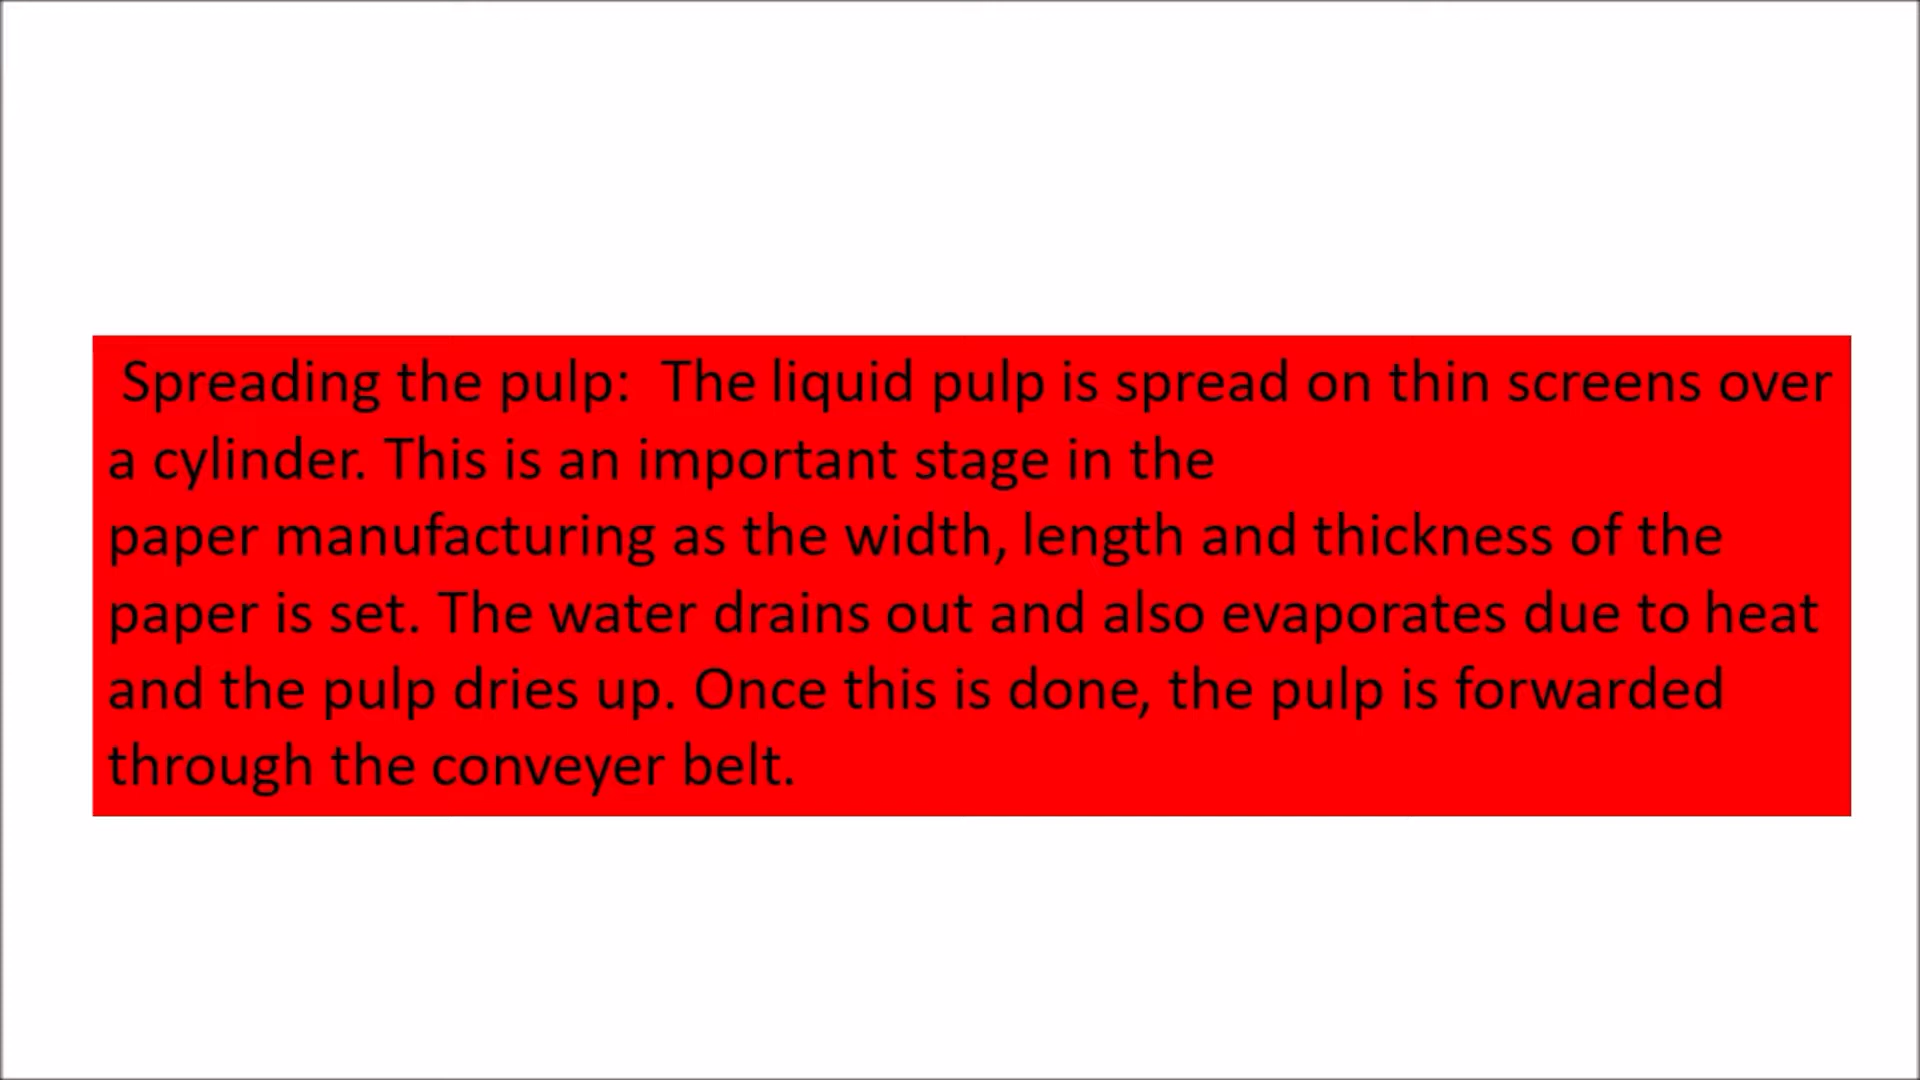 Spreading the pulp:  The liquid pulp is spread on thin screens over
a cylinder. This is an important stage in the
paper manufacturing as the width, length and thickness of the
paper is set. The water drains out and also evaporates due to heat
and the pulp dries up. Once this is done, the pulp is forwarded
through the conveyer belt.